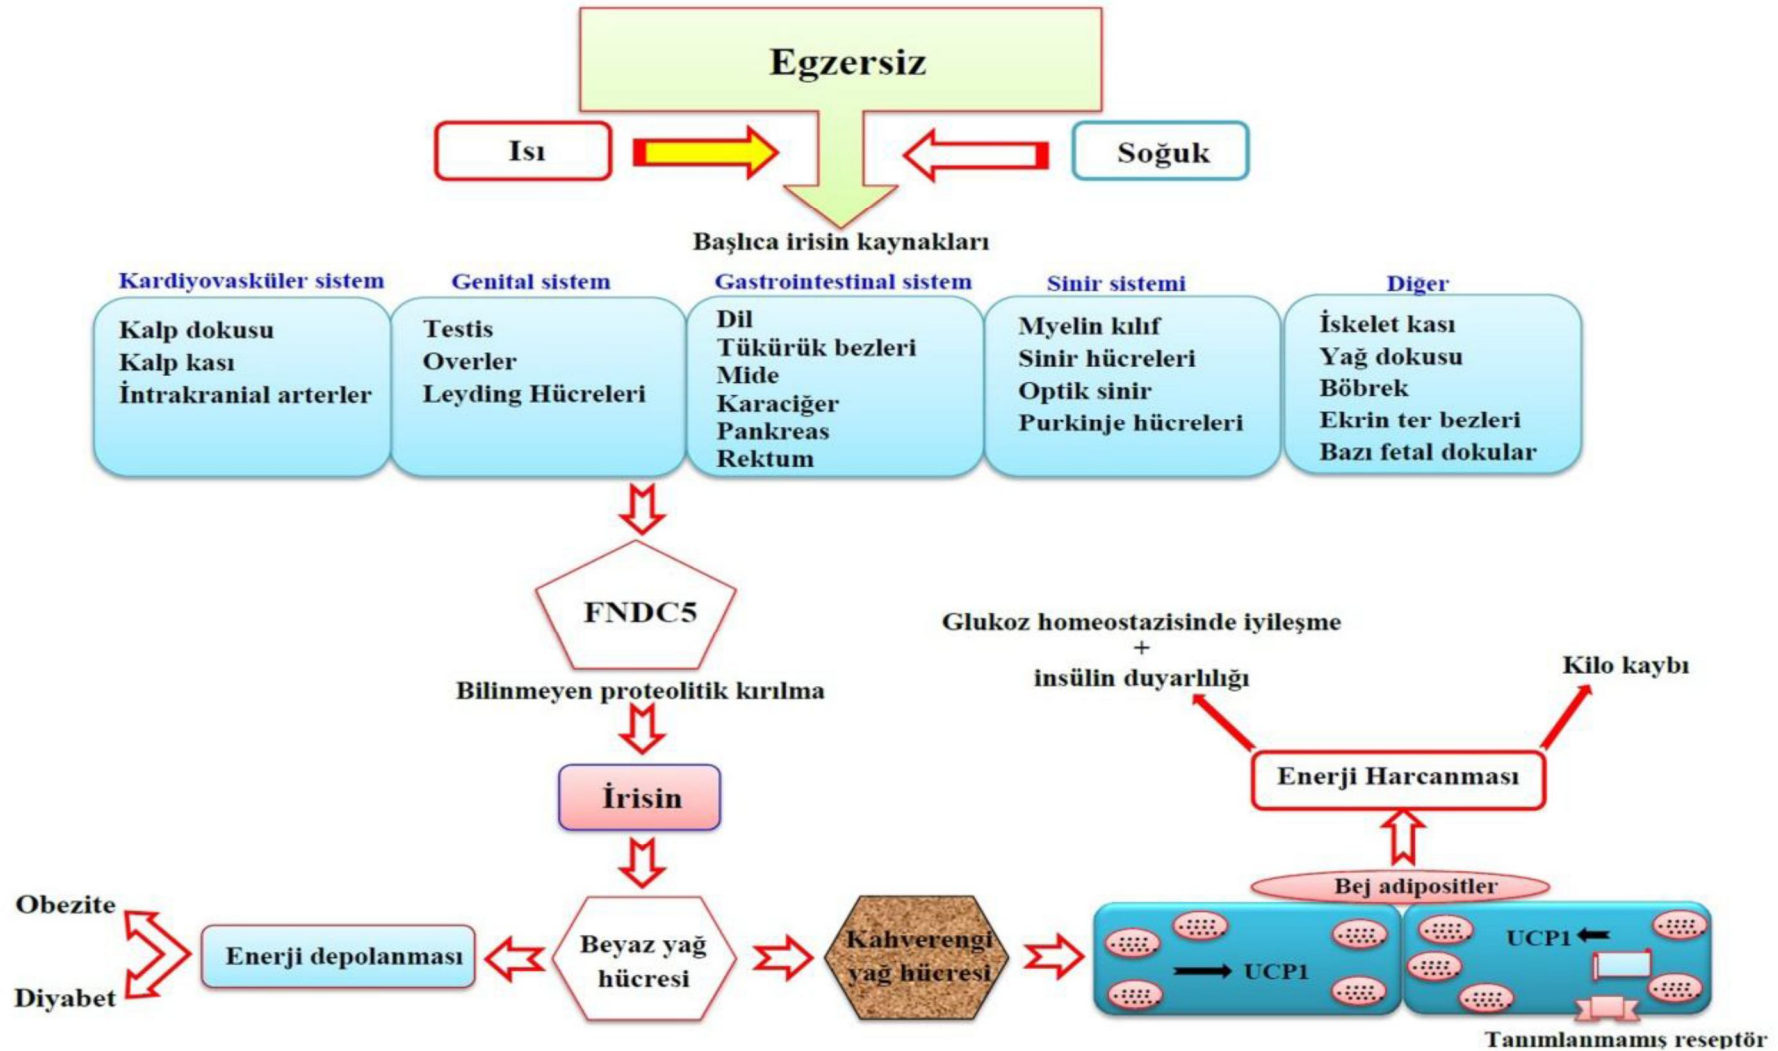 Egzersiz
Isı
Soğuk
Başlıca irisin kaynakları
Kardiyovasküler sistem
Kalp dokusu
Kalp kası
İntrakranial arterler
Genital sistem
Testis
Overler
Leyding Hücreleri
Gastrointestinal sistem
Dil
Tükürük bezleri
Mide
Karaciğer
Pankreas
Rektum
Sinir sistemi
Myelin kılıf
Sinir hücreleri
Optik sinir
Purkinje hücreleri
Diğer
İskelet kası
Yağ dokusu
Böbrek
Ekrin ter bezleri
Bazı fetal dokular
FNDC5
Bilinmeyen proteolitik kırılma
İrisin
Beyaz yağ
hücresi
Enerji depolanması
Obezite
Diyabet
Kahverengi
yağ hücresi
UCP1
UCP1
Tanımlanmamış reseptör
Bej adipositler
Enerji Harcanması
Glukoz homeostazisinde iyileşme
+
insülin duyarlılığı
Kilo kaybı